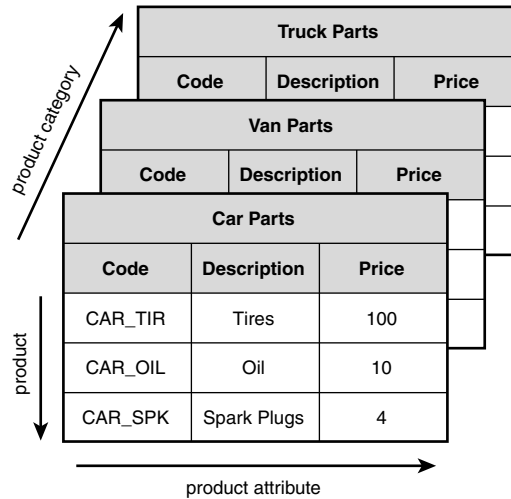 Truck Parts
Code Description Price
Van Parts
Code Description Price
Car Parts
Code Description Price
CAR_TIR Tires 100
CAR_OIL Oil 10
CAR_SPK Spark Plugs 4
product category
product
product attribute